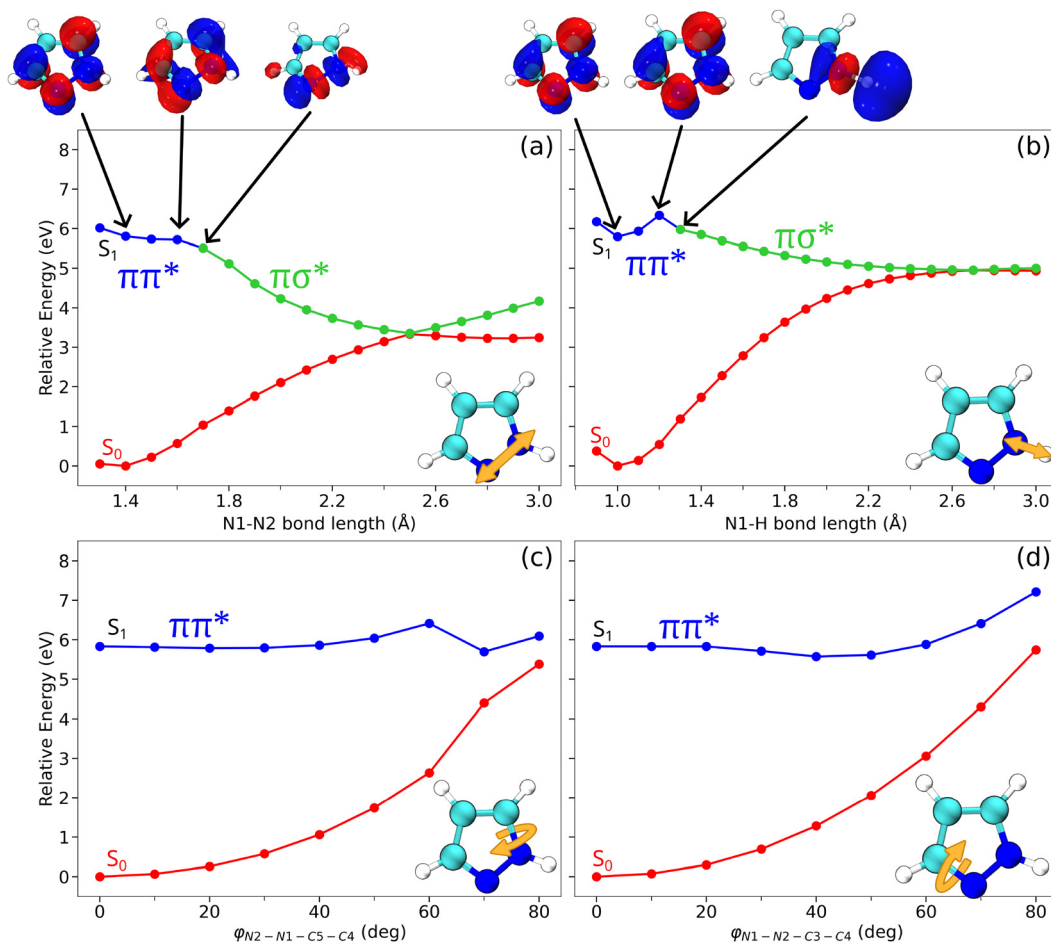 (a)
8
7
6
5
4
3
2
1
0
Relative Energy (eV)
S1
ππ*
πσ*
S0
1.4 1.8 2.2 2.6 3.0
N1-N2 bond length (Å)
(b)
S1
ππ*
πσ*
S0
1.0 1.4 1.8 2.2 2.6 3.0
N1-H bond length (Å)
(c)
8
7
6
5
4
3
2
1
0
Relative Energy (eV)
S1
ππ*
S0
0 20 40 60 80
φN2−N1−C5−C4 (deg)
(d)
S1
ππ*
S0
0 20 40 60 80
φN1−N2−C3−C4 (deg)